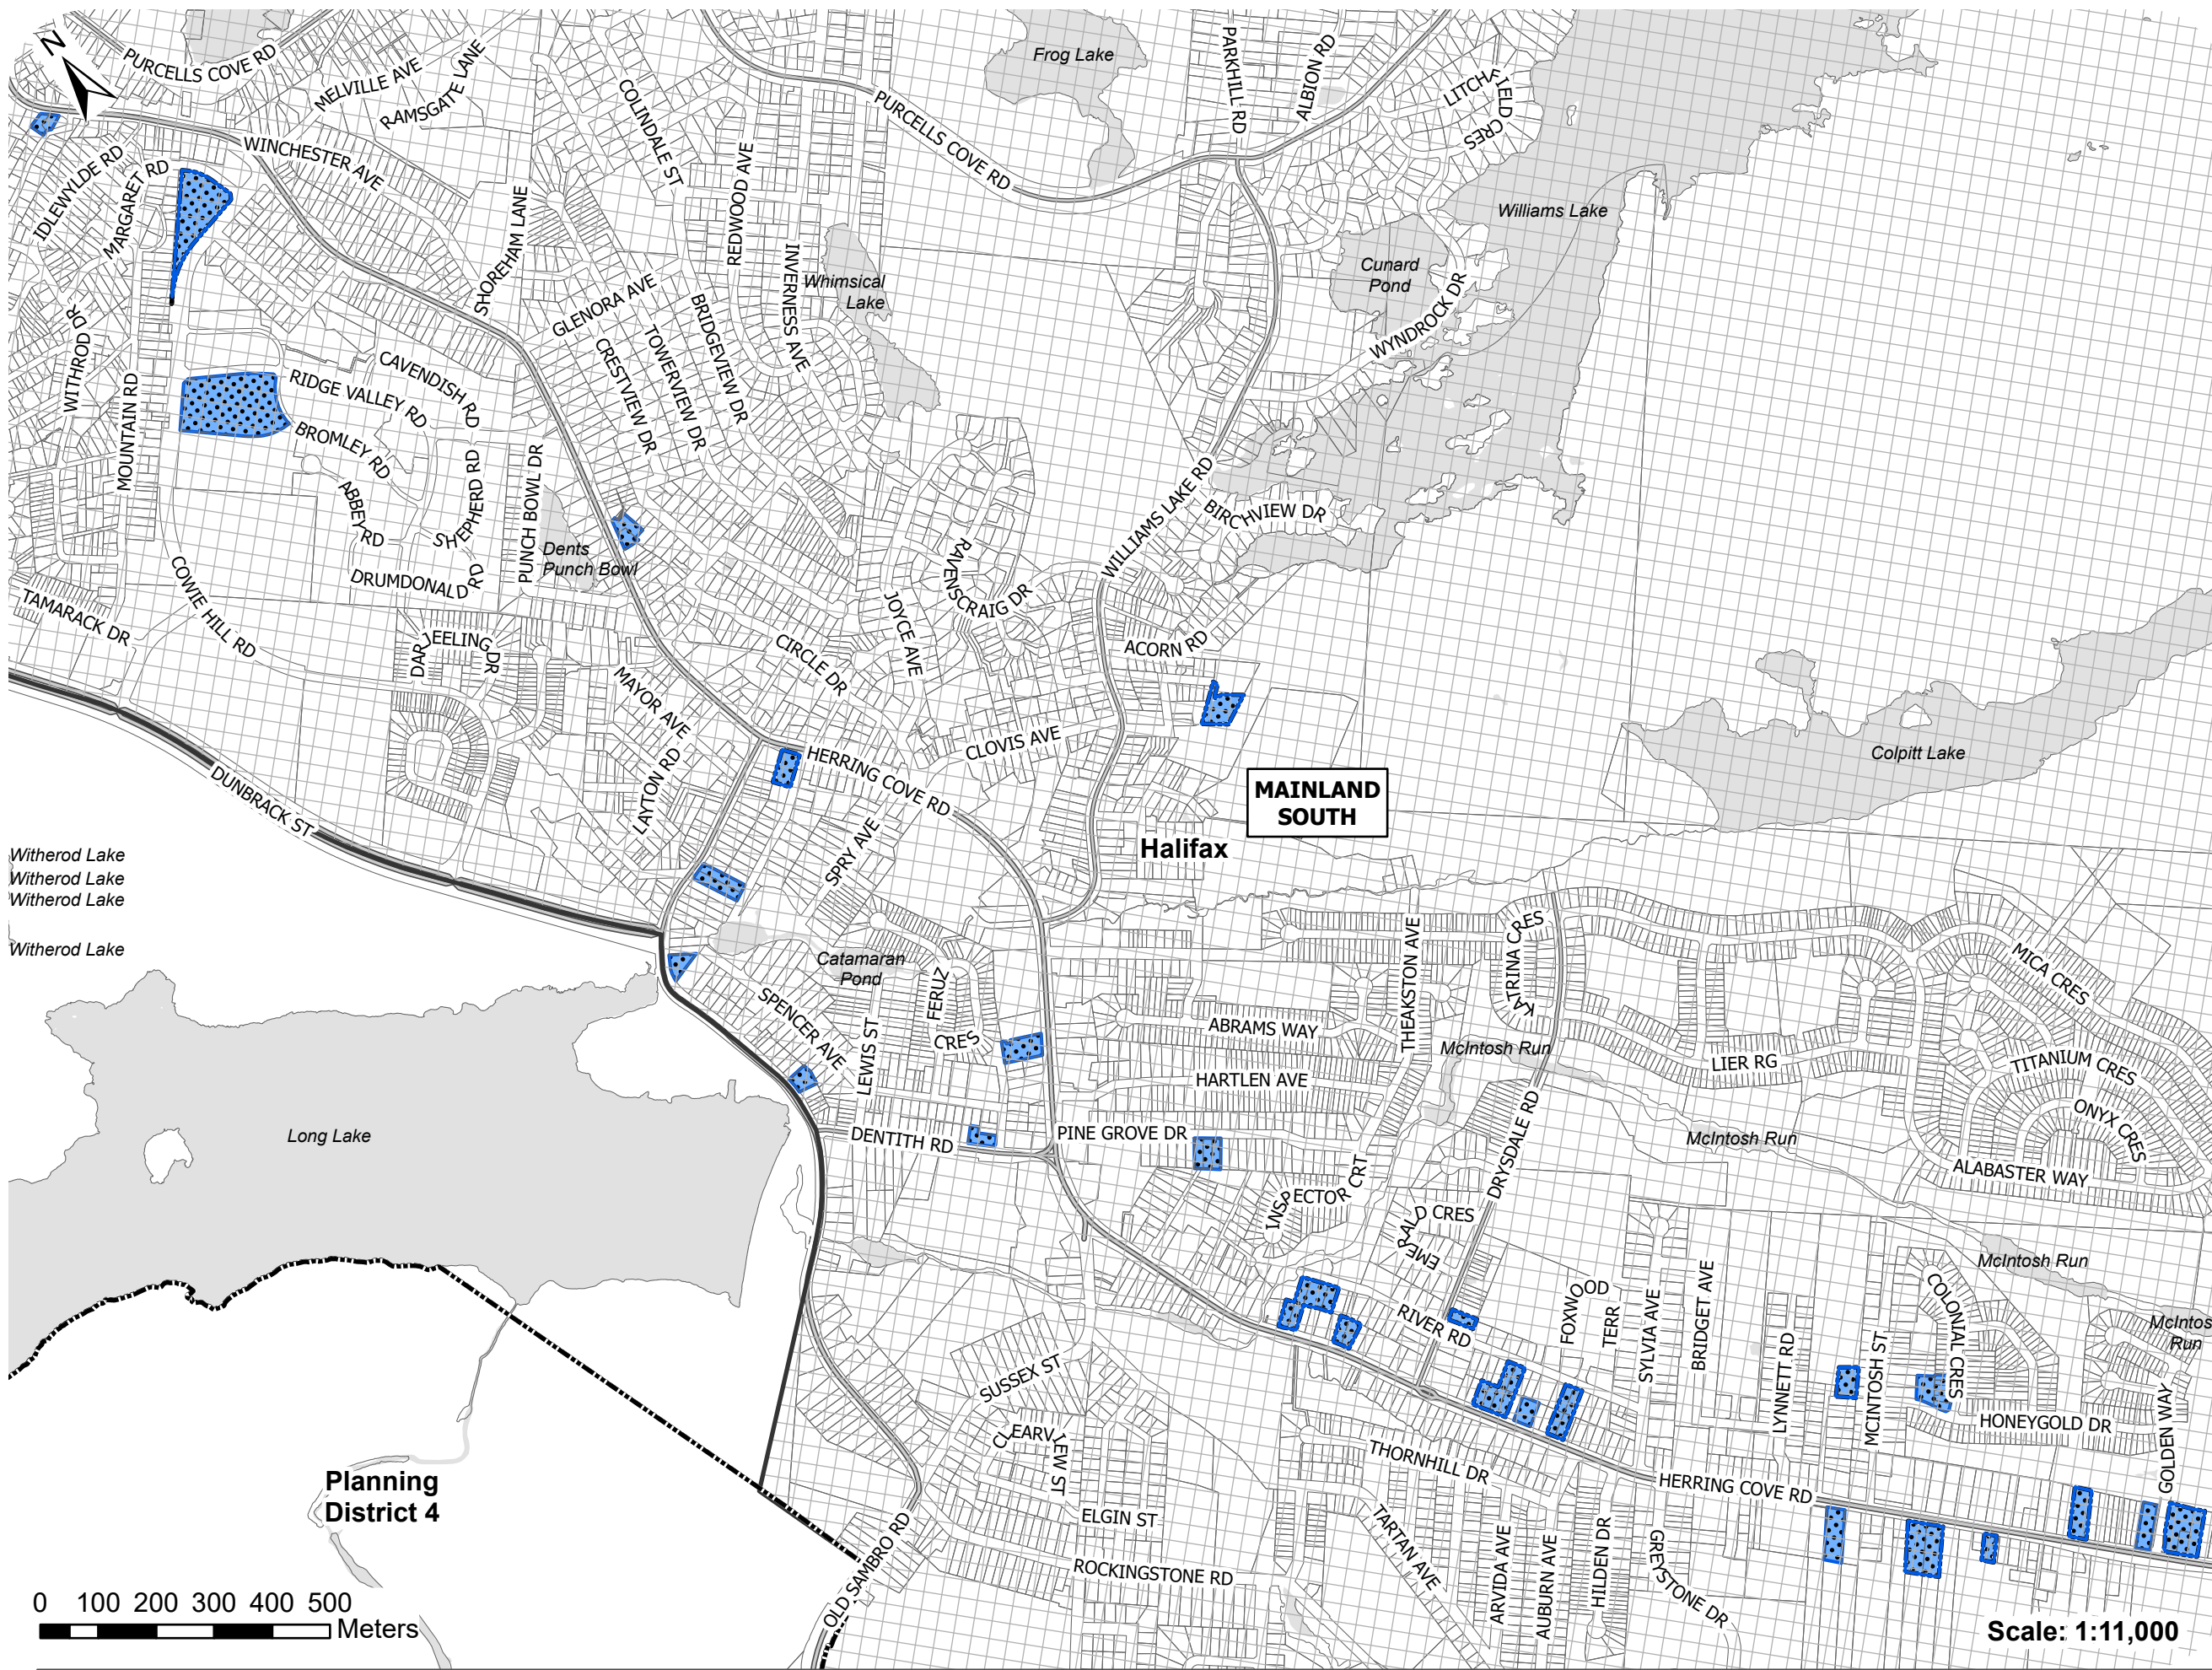 N
PURCELLS COVE RD
MELVILLE AVE
RAMSGATE LANE
COLINDALE ST
Frog Lake
PARKHILL RD
ALBION RD
LITCHFIELD CRES
PURCELLS COVE RD
WINCHESTER AVE
IDLEWYLDE RD
MARGARET RD
REDWOOD AVE
Williams Lake
SHOREHAM LANE
INVERNESS AVE
Whimsical
Lake
Cunard
Pond
WYNDROCK DR
GLENORA AVE
BRIDGEVIEW DR
TOWERVIEW DR
CRESTVIEW DR
WITHROD DR
MOUNTAIN RD
CAVENDISH RD
RIDGE VALLEY RD
BROMLEY RD
ABBEY RD
SHEPHERD RD
PUNCH BOWL DR
Dents
Punch Bowl
DRUMDONALD RD
WILLIAMS LAKE RD
BIRCHVIEW DR
RAVENSCRAIG DR
JOYCE AVE
COWIE HILL RD
TAMARACK DR
DARJEELING DR
CIRCLE DR
ACORN RD
MAYOR AVE
CLOVIS AVE
Colpitt Lake
DUNBRACK ST
LAYTON RD
HERRING COVE RD
MAINLAND
SOUTH
Halifax
SPRY AVE
Witherod Lake
Witherod Lake
Witherod Lake
Witherod Lake
Catamaran
Pond
FERUZ CRES
THEAKSTON AVE
KATRINA CRES
MICA CRES
SPENCER AVE
LEWIS ST
ABRAMS WAY
McIntosh Run
LIER RG
TITANIUM CRES
ONYX CRES
HARTLEN AVE
Long Lake
DENTITH RD
PINE GROVE DR
DRYSDALE RD
McIntosh Run
ALABASTER WAY
INSPECTOR CRT
EMERALD CRES
McIntosh Run
RIVER RD
FOXWOOD
TERR
SYLVIA AVE
BRIDGET AVE
LYNNETT RD
MCINTOSH ST
COLONIAL CRES
McIntos
Run
SUSSEX ST
CLEARVIEW ST
THORNHILL DR
HONEYGOLD DR
GOLDEN WAY
Planning
District 4
HERRING COVE RD
ELGIN ST
OLD SAMBRO RD
ROCKINGSTONE RD
TARTAN AVE
ARVIDA AVE
AUBURN AVE
HILDEN DR
GREYSTONE DR
0 100 200 300 400 500
Meters
Scale: 1:11,000